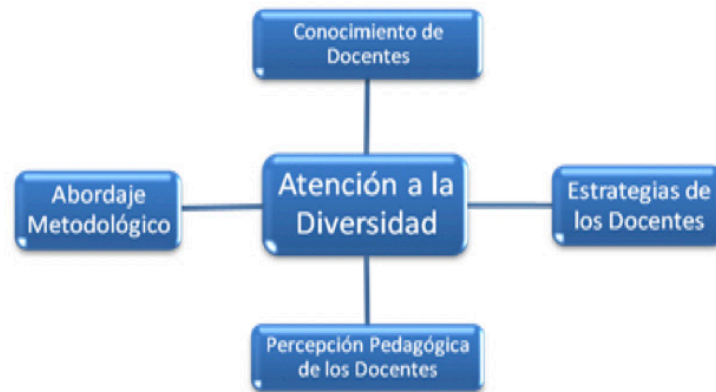 Conocimiento de
Docentes
Abordaje
Metodológico
Atención a la
Diversidad
Estrategias de
los Docentes
Percepción Pedagógica
de los Docentes